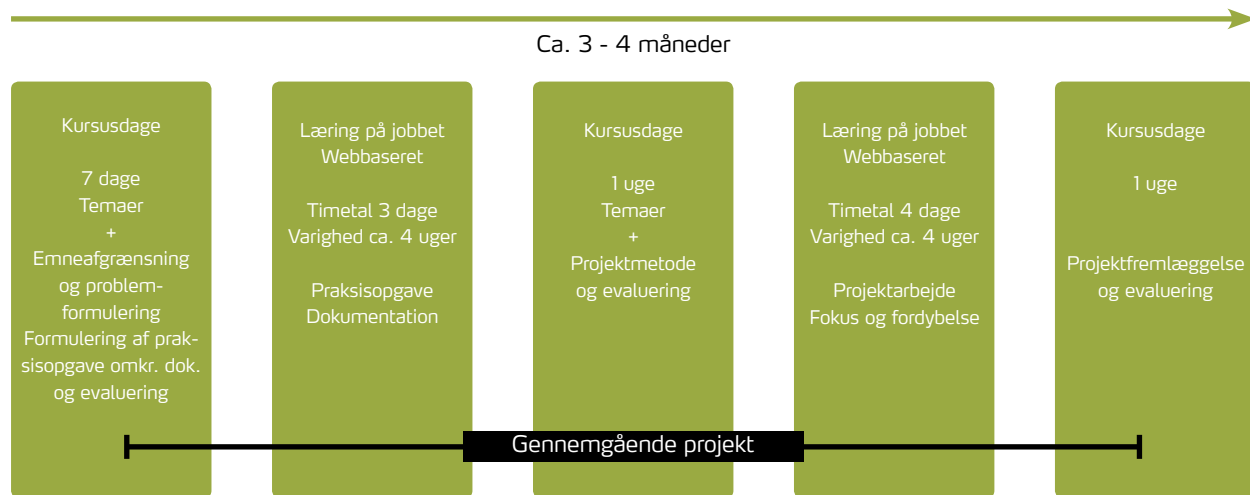 Ca. 3 - 4 måneder
Kursusdage
7 dage
Temaer
+
Emneafgrænsning
og problem-
formulering
Formulering af prak-
sisopgave omkr. dok.
og evaluering
Læring på jobbet
Webbaseret
Timetal 3 dage
Varighed ca. 4 uger
Praksisopgave
Dokumentation
Kursusdage
1 uge
Temaer
+
Projektmetode
og evaluering
Læring på jobbet
Webbaseret
Timetal 4 dage
Varighed ca. 4 uger
Projektarbejde
Fokus og fordybelse
Kursusdage
1 uge
Projektfremlæggelse
og evaluering
Gennemgående projekt